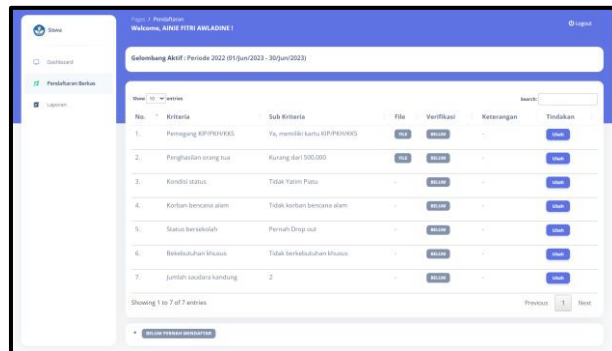 Siswa
Dashboard
Pendaftaran Berkas
Laporan
Pages / Pendaftaran
Welcome, AINIE FITRI AWLADINE !
Logout
Gelombang Aktif : Periode 2022 (01/Jun/2023 - 30/Jun/2023)
Show 10 entries
Search:
No. Kriteria Sub Kriteria File Verifikasi Keterangan Tindakan
1. Pemegang KIP/PKH/KKS Ya, memiliki kartu KIP/PKH/KKS FILE BELUM - Ubah
2. Penghasilan orang tua Kurang dari 500.000 FILE BELUM - Ubah
3. Kondisi status Tidak Yatim Piatu - BELUM - Ubah
4. Korban bencana alam Tidak korban bencana alam - BELUM - Ubah
5. Status bersekolah Pernah Drop out - BELUM - Ubah
6. Bekebutuhan khusus Tidak berkebutuhan khusus - BELUM - Ubah
7. Jumlah saudara kandung 2 - BELUM - Ubah
Showing 1 to 7 of 7 entries
Previous 1 Next
BELUM PERNAH MENDAFTAR